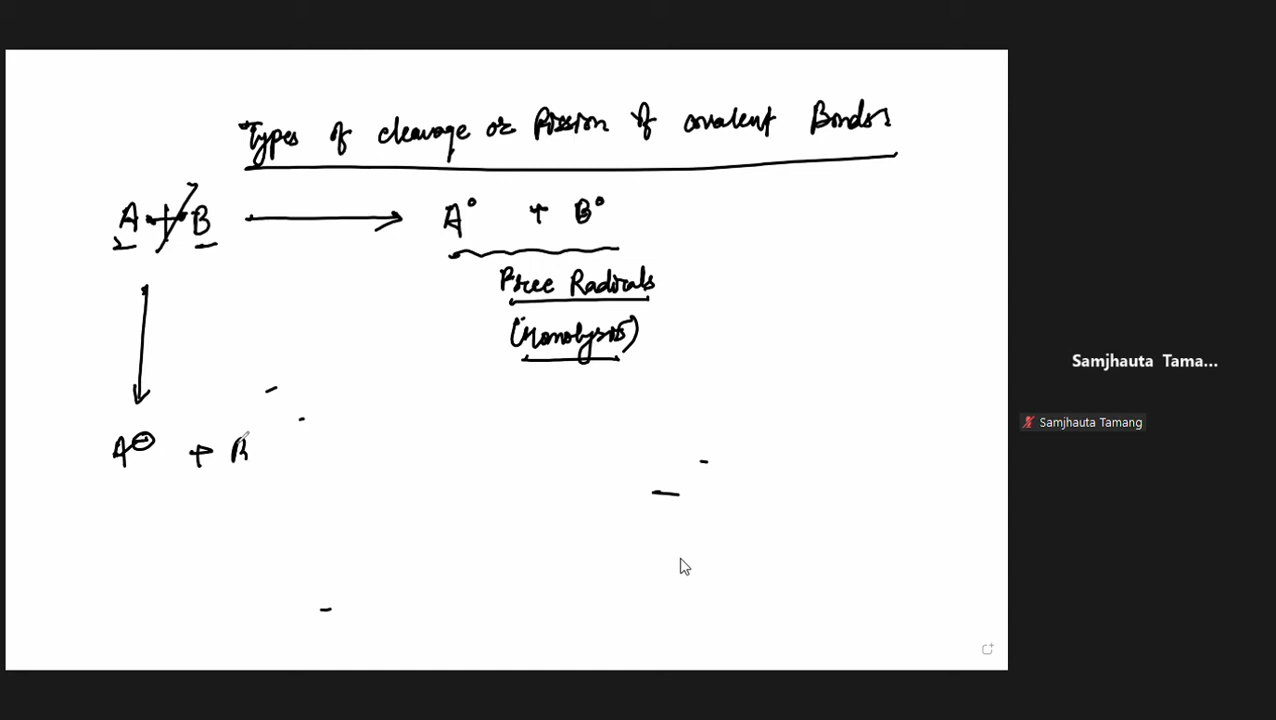 Types of cleavage or Fission of covalent Bonds
A B → A° + B°
Free Radicals
(Homolysis)
A⊖ + B
Samjhauta Tama...
Samjhauta Tamang